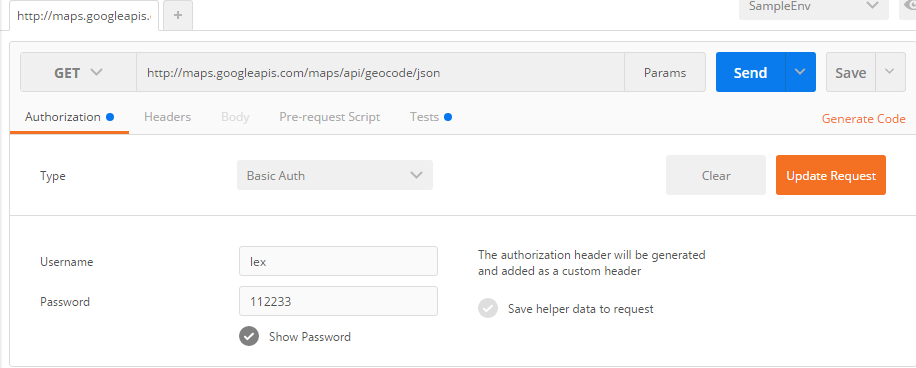 http://maps.googleapis.
+
SampleEnv
GET
http://maps.googleapis.com/maps/api/geocode/json
Params
Send
Save
Authorization
Headers
Body
Pre-request Script
Tests
Generate Code
Type
Basic Auth
Clear
Update Request
Username
lex
The authorization header will be generated
and added as a custom header
Password
112233
Save helper data to request
Show Password